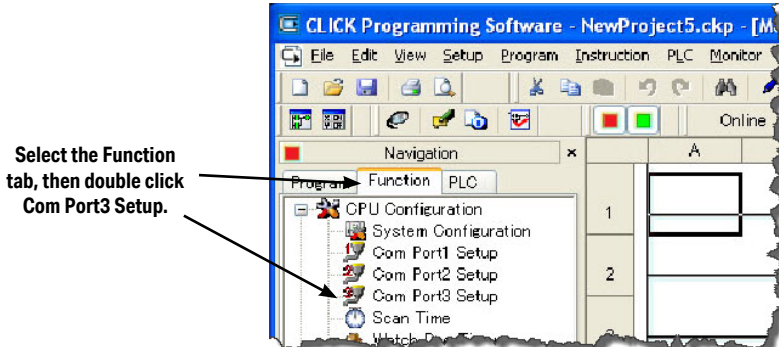 CLICK Programming Software - NewProject5.ckp - [M
File Edit View Setup Program Instruction PLC Monitor
Online
Select the Function
tab, then double click
Com Port3 Setup.
Navigation
A
Program Function PLC
CPU Configuration
1
System Configuration
Com Port1 Setup
Com Port2 Setup
2
Com Port3 Setup
Scan Time